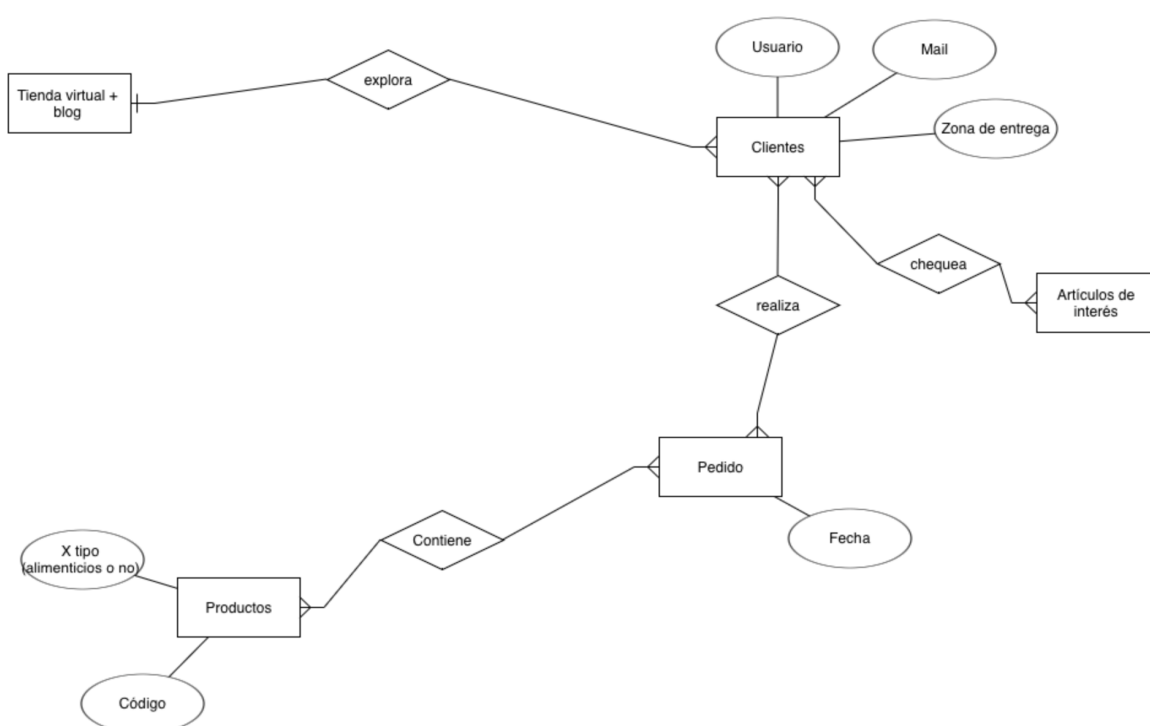 Usuario
Mail
Tienda virtual +
blog
explora
Zona de entrega
Clientes
chequea
Artículos de
interés
realiza
Pedido
Fecha
Contiene
X tipo
(alimenticios o no)
Productos
Código